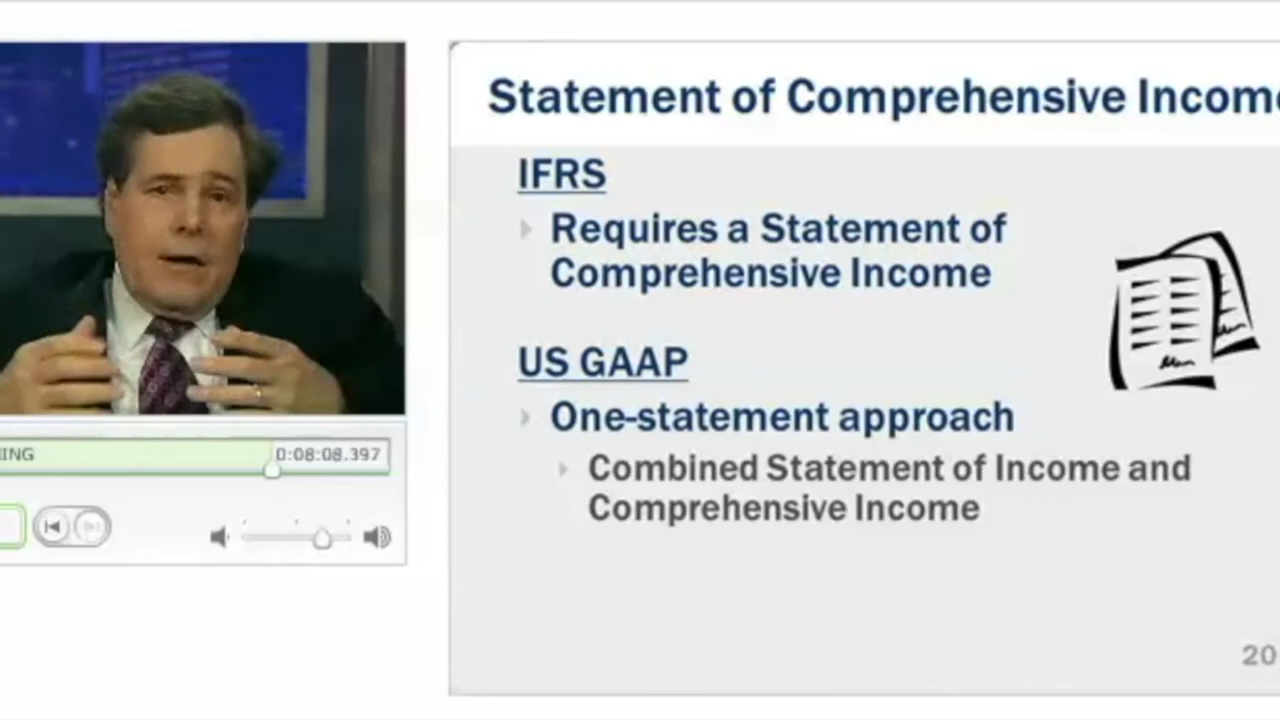 Statement of Comprehensive Income
IFRS
Requires a Statement of
Comprehensive Income
US GAAP
One-statement approach
Combined Statement of Income and
Comprehensive Income
20
ING
0:08:08.397